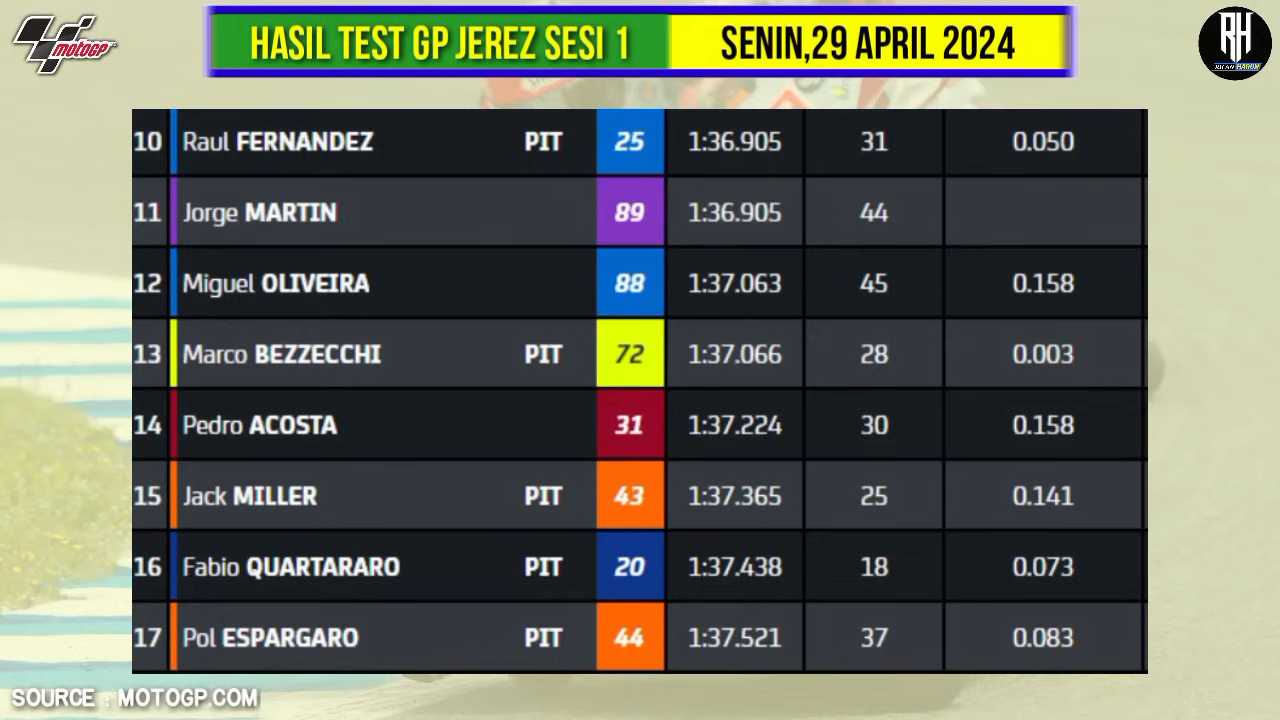 MotoGP
HASIL TEST GP JEREZ SESI 1 SENIN,29 APRIL 2024
RH
10 Raul FERNANDEZ PIT 25 1:36.905 31 0.050
11 Jorge MARTIN 89 1:36.905 44
12 Miguel OLIVEIRA 88 1:37.063 45 0.158
13 Marco BEZZECCHI PIT 72 1:37.066 28 0.003
14 Pedro ACOSTA 31 1:37.224 30 0.158
15 Jack MILLER PIT 43 1:37.365 25 0.141
16 Fabio QUARTARARO PIT 20 1:37.438 18 0.073
17 Pol ESPARGARO PIT 44 1:37.521 37 0.083
SOURCE : MOTOGP.COM